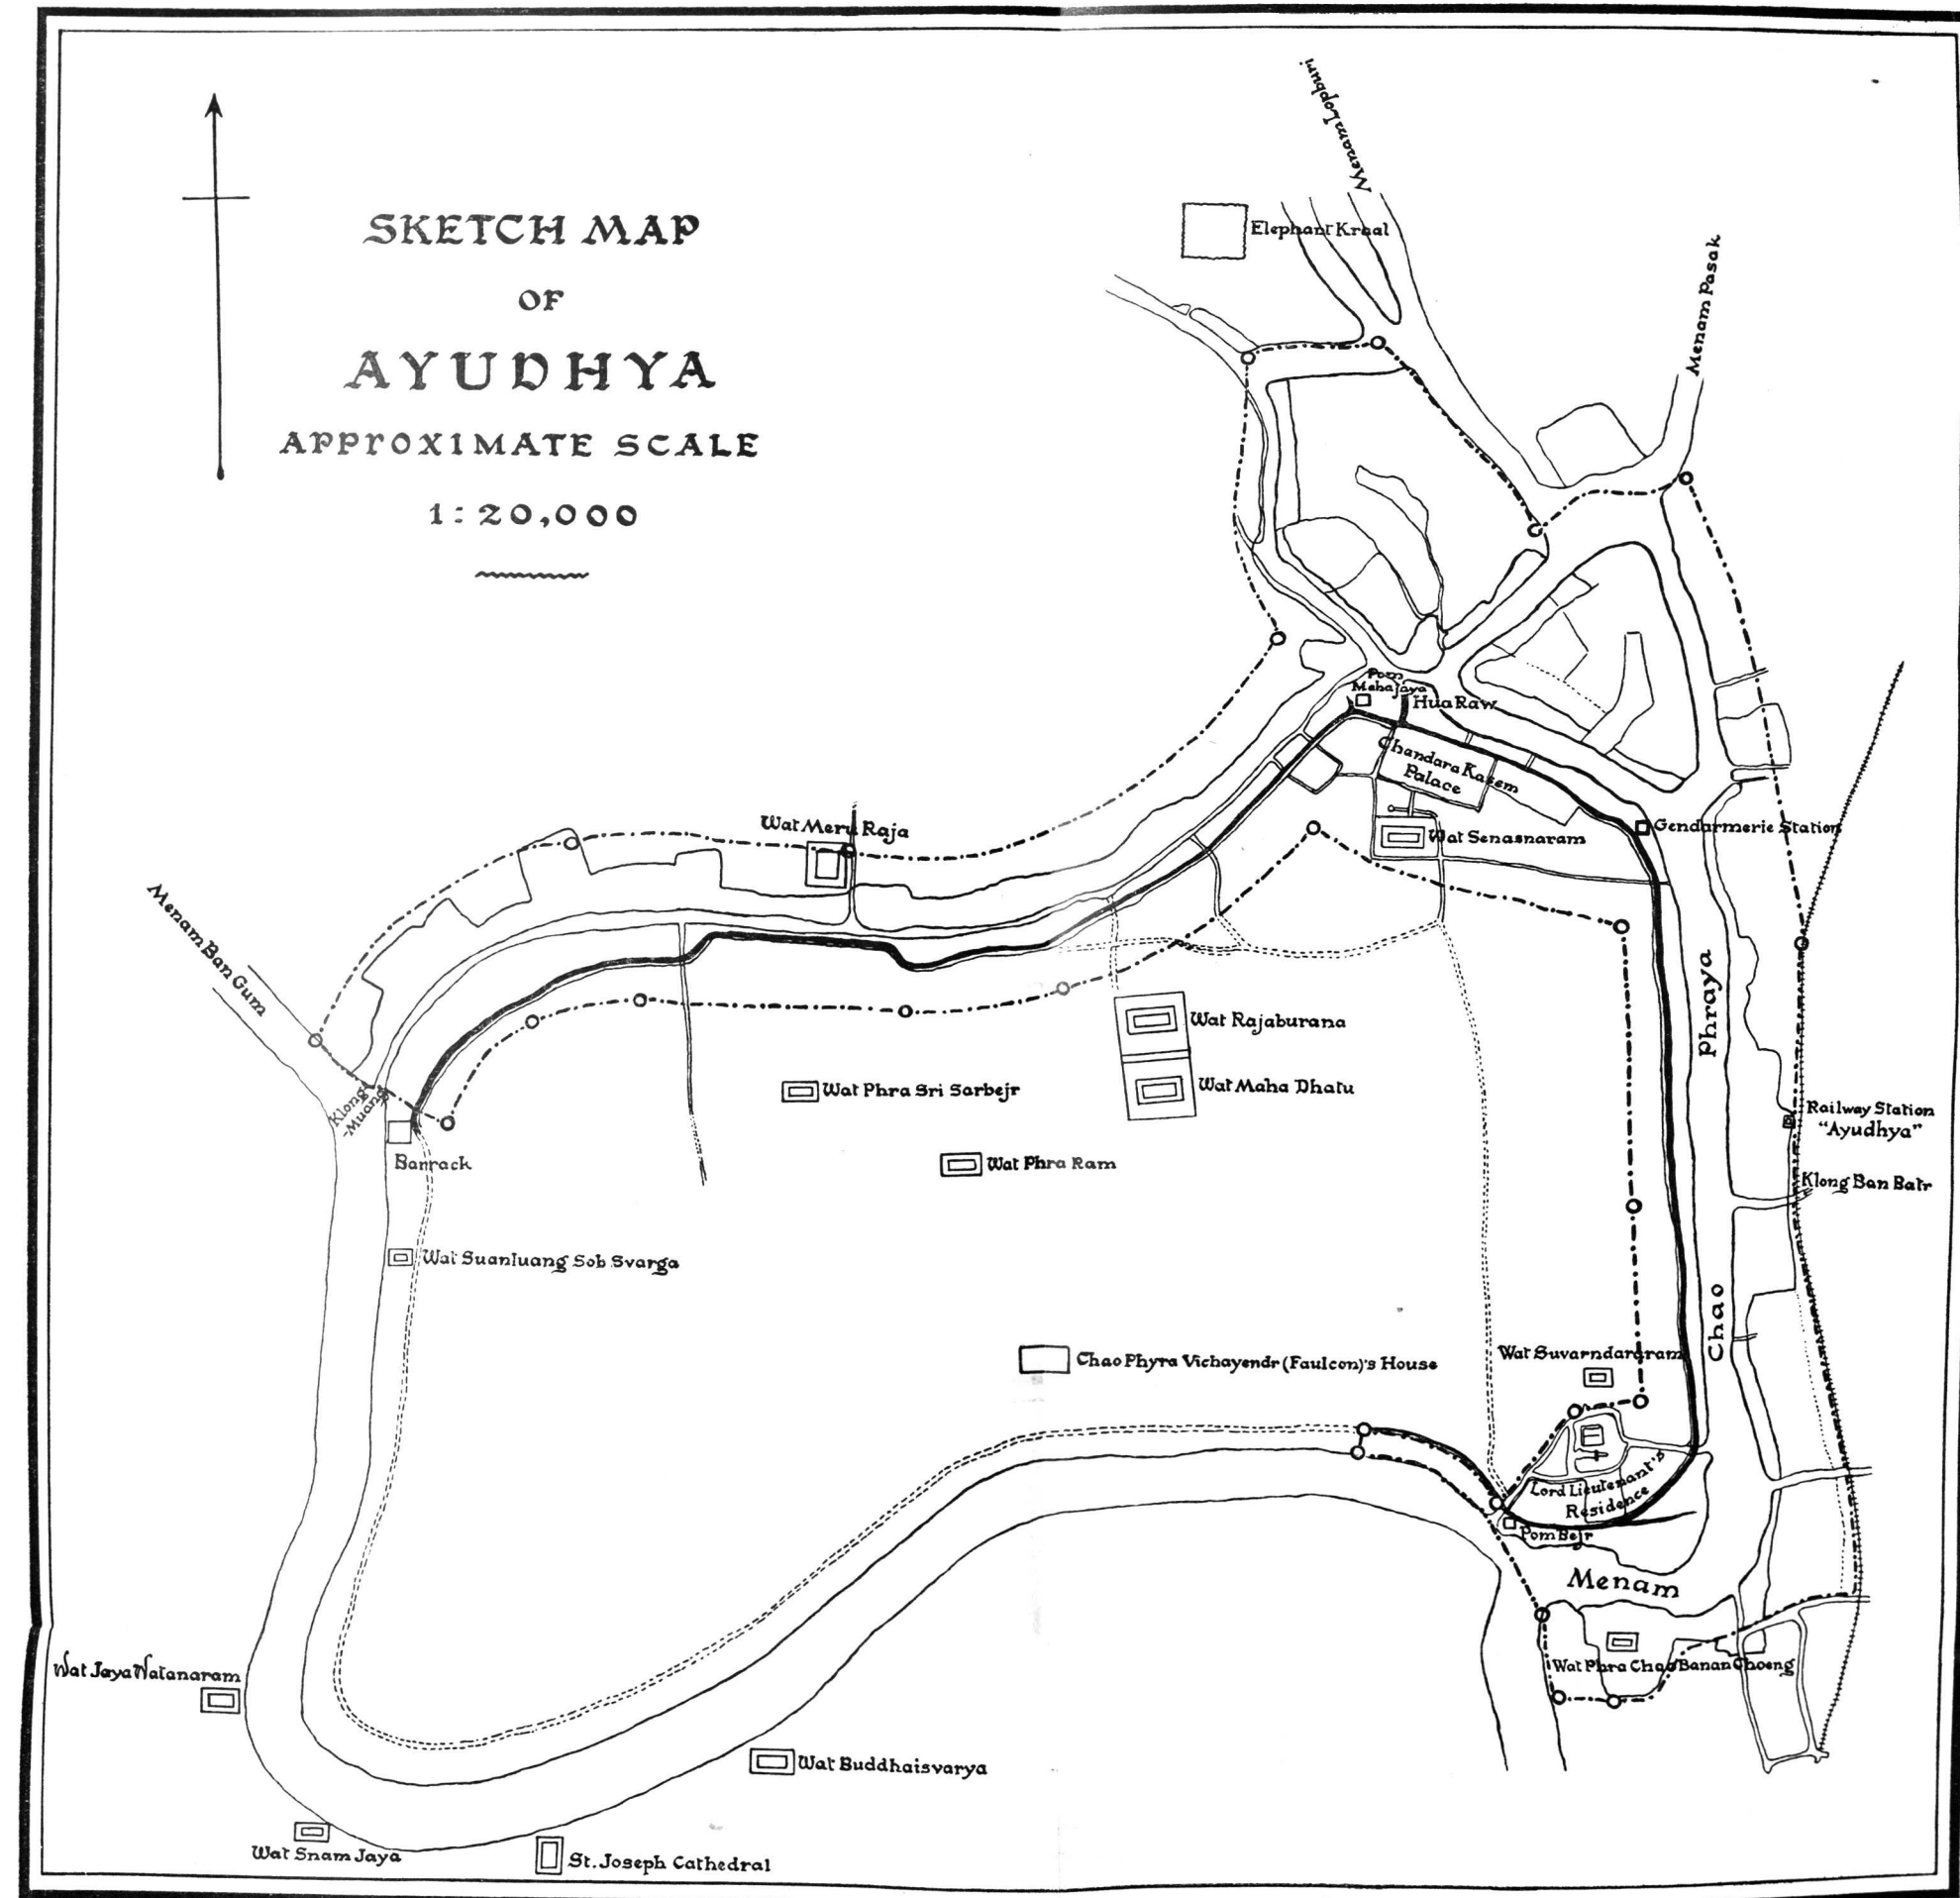 SKETCH MAP
OF
AYUDHYA
APPROXIMATE SCALE
1:20,000
Menam Lopburi
Elephant Kraal
Menam Pasak
Pom
Mahajaya
Hua Raw
Chandara Kasem
Palace
Gendarmerie Station
Wat Senasnaram
Wat Meru Raja
Menam Ban Gum
Klong
-Muang
Barrack
Phraya
Chao
Menam
Wat Rajaburana
Wat Maha Dhatu
Wat Phra Sri Sarbejr
Wat Phra Ram
Railway Station
"Ayudhya"
Klong Ban Batr
Wat Suanluang Sob Svarga
Chao Phyra Vichayendr (Faulcon)'s House
Wat Suvarndararam
Lord Lieutenant's
Residence
Pom Bejr
Wat Phra Chao Banan Choeng
Wat Jaya Watanaram
Wat Buddhaisvarya
Wat Snam Jaya
St. Joseph Cathedral